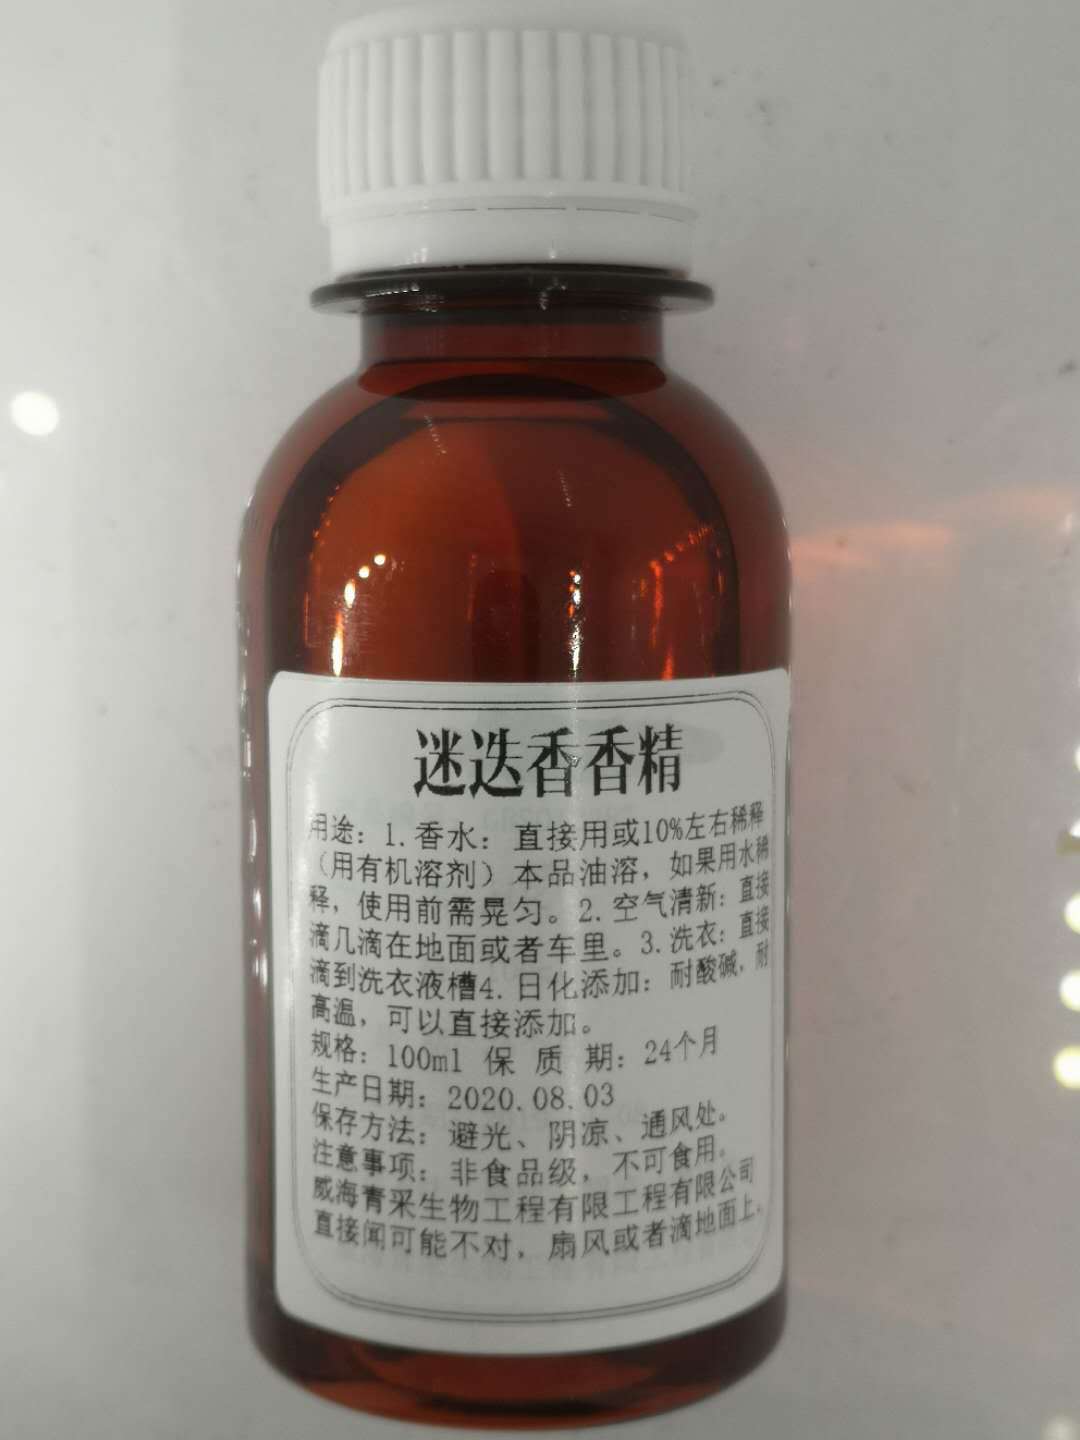 迷迭香香精
用途：1.香水：直接用或10%左右稀释
（用有机溶剂）本品油溶，如果用水稀
释，使用前需晃匀。2.空气清新：直接
滴几滴在地面或者车里。3.洗衣：直接
滴到洗衣液槽4.日化添加：耐酸碱，耐
高温，可以直接添加。
规格：100ml 保 质 期：24个月
生产日期：2020.08.03
保存方法：避光、阴凉、通风处。
注意事项：非食品级，不可食用。
威海青采生物工程有限工程有限公司
直接闻可能不对，扇风或者滴地面上。